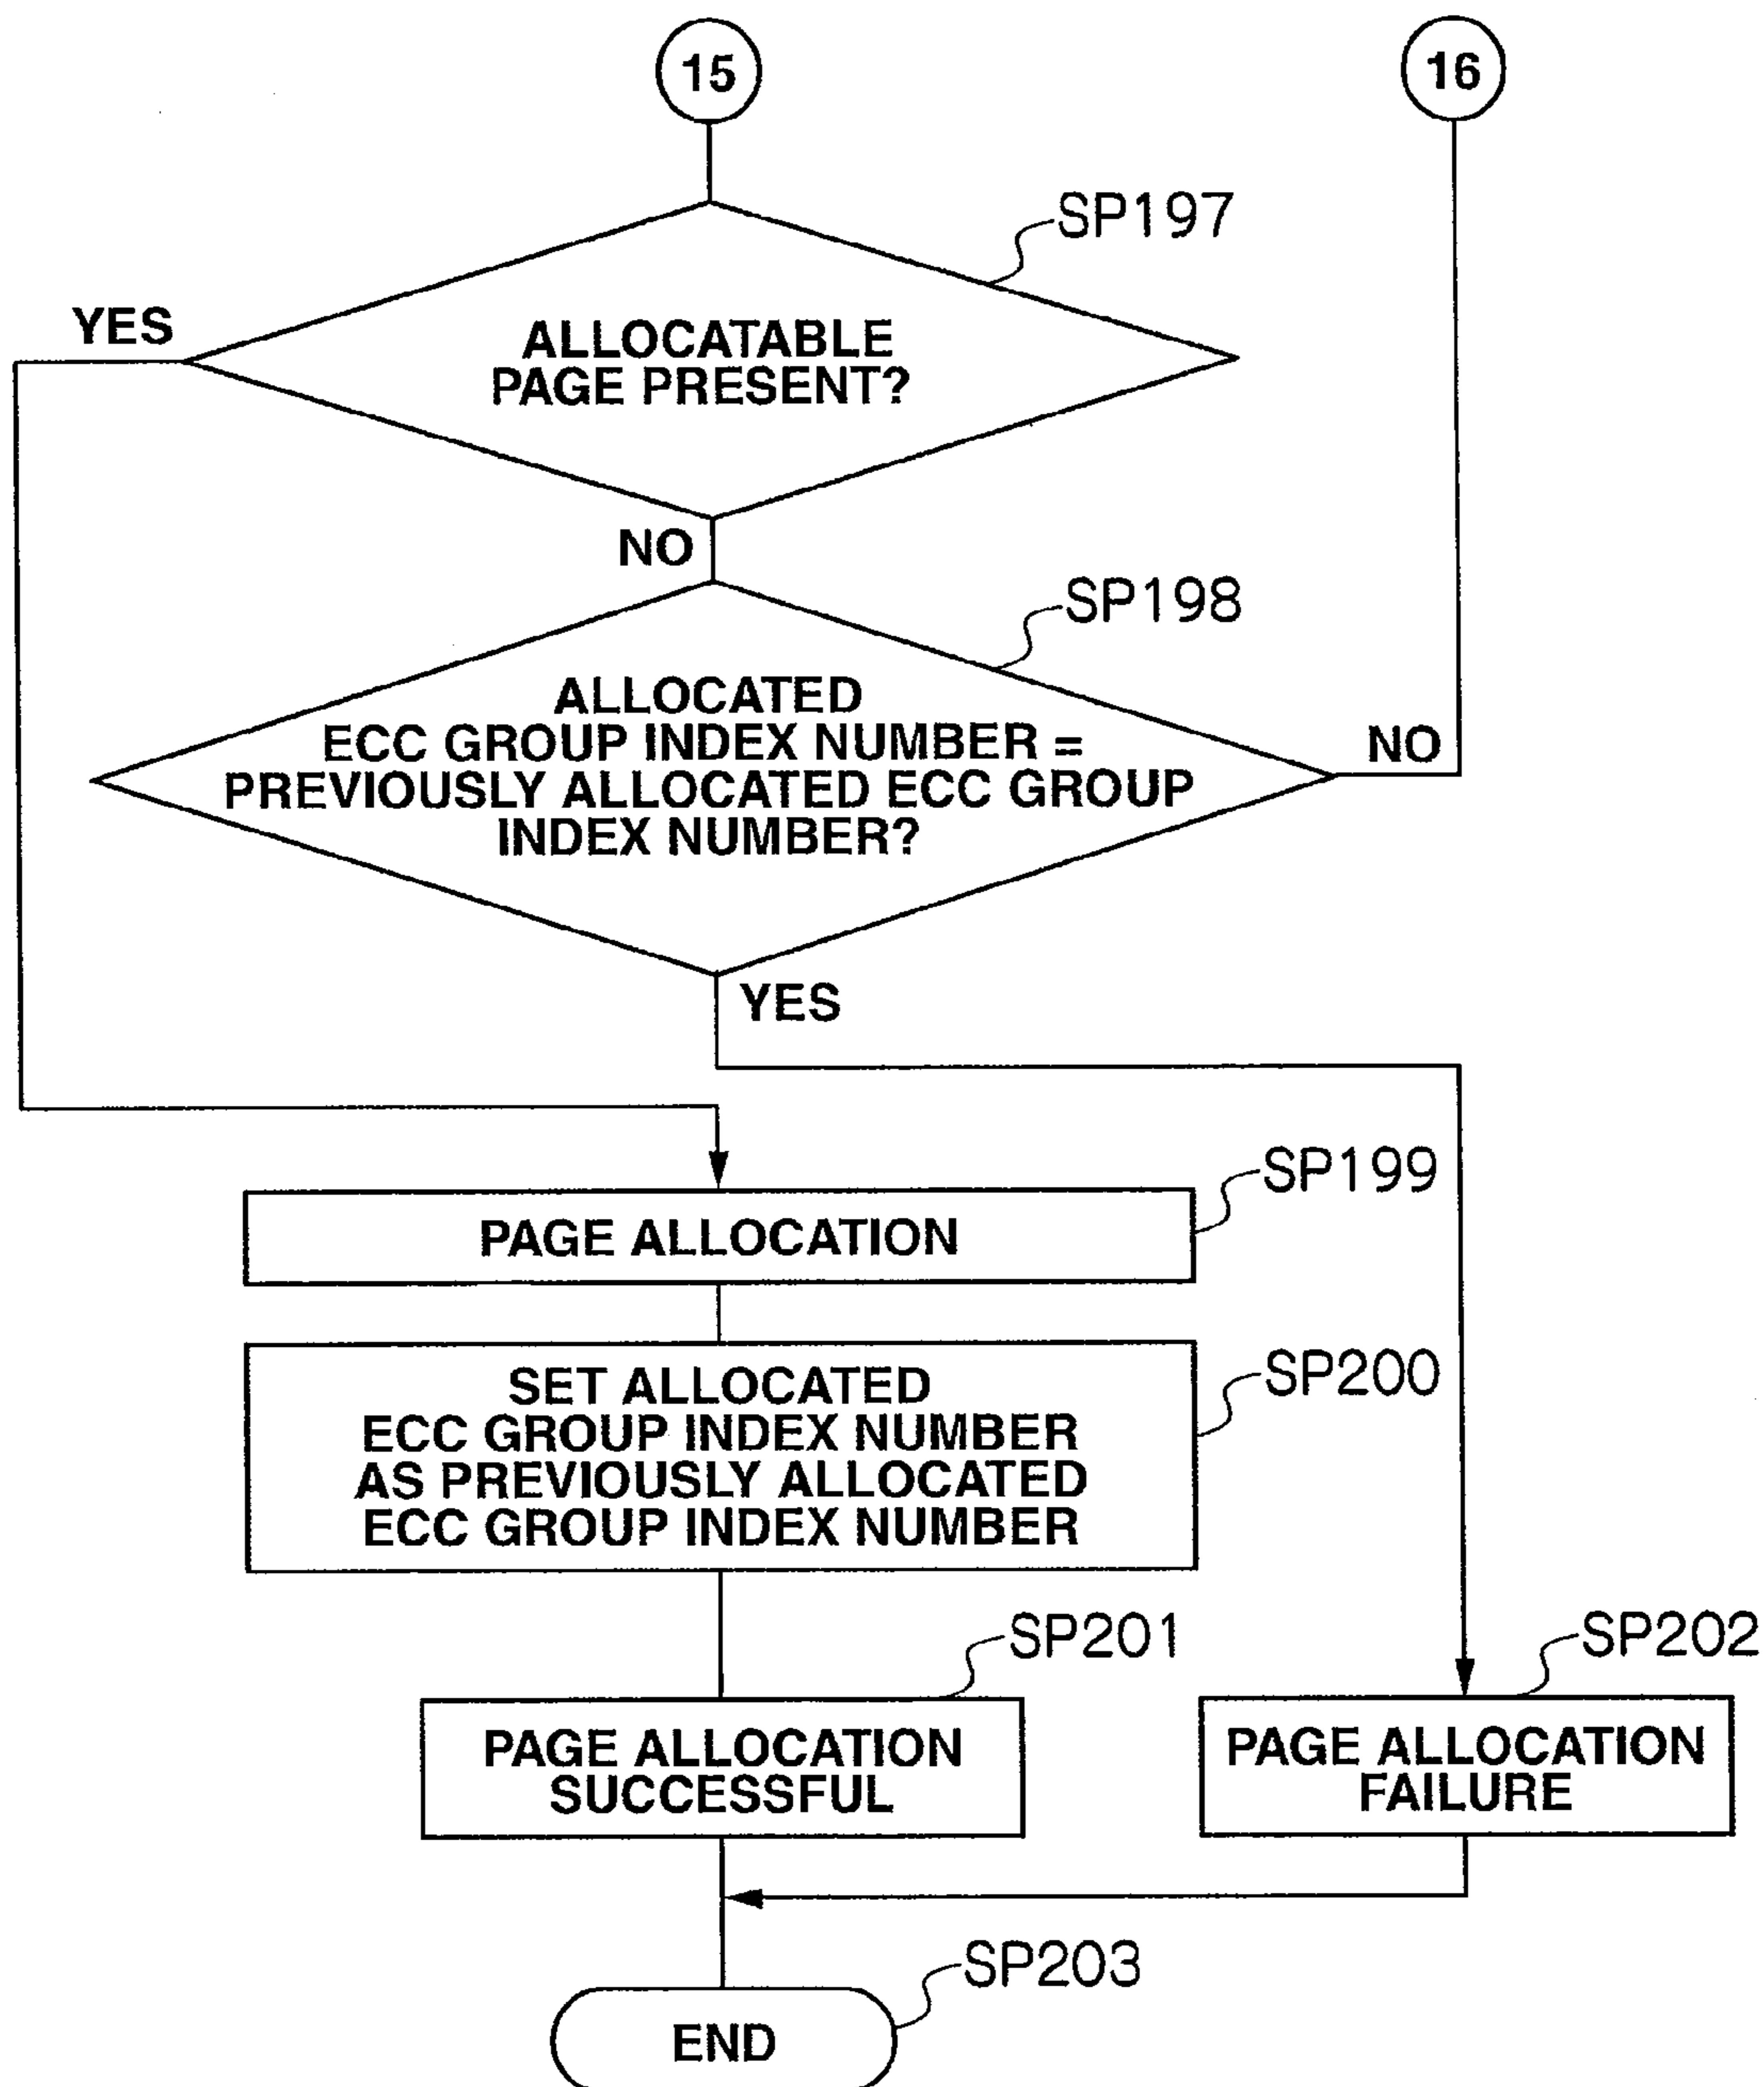 15
16
SP197
YES
ALLOCATABLE
PAGE PRESENT?
NO
SP198
ALLOCATED
ECC GROUP INDEX NUMBER =
PREVIOUSLY ALLOCATED ECC GROUP
INDEX NUMBER?
NO
YES
SP199
PAGE ALLOCATION
SP200
SET ALLOCATED
ECC GROUP INDEX NUMBER
AS PREVIOUSLY ALLOCATED
ECC GROUP INDEX NUMBER
SP201
SP202
PAGE ALLOCATION
SUCCESSFUL
PAGE ALLOCATION
FAILURE
SP203
END